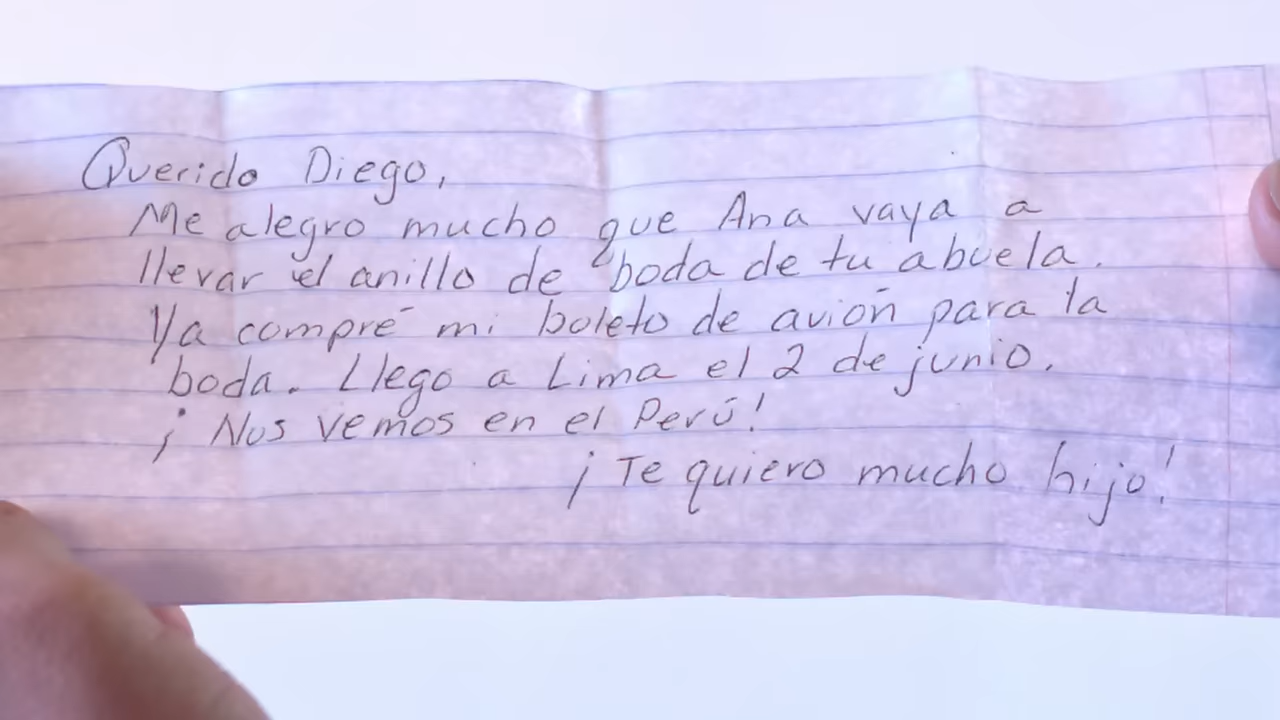 Querido Diego,
Me alegro mucho que Ana vaya a
llevar el anillo de boda de tu abuela.
Ya compré mi boleto de avión para la
boda. Llego a Lima el 2 de junio.
¡Nos vemos en el Perú!
¡Te quiero mucho hijo!